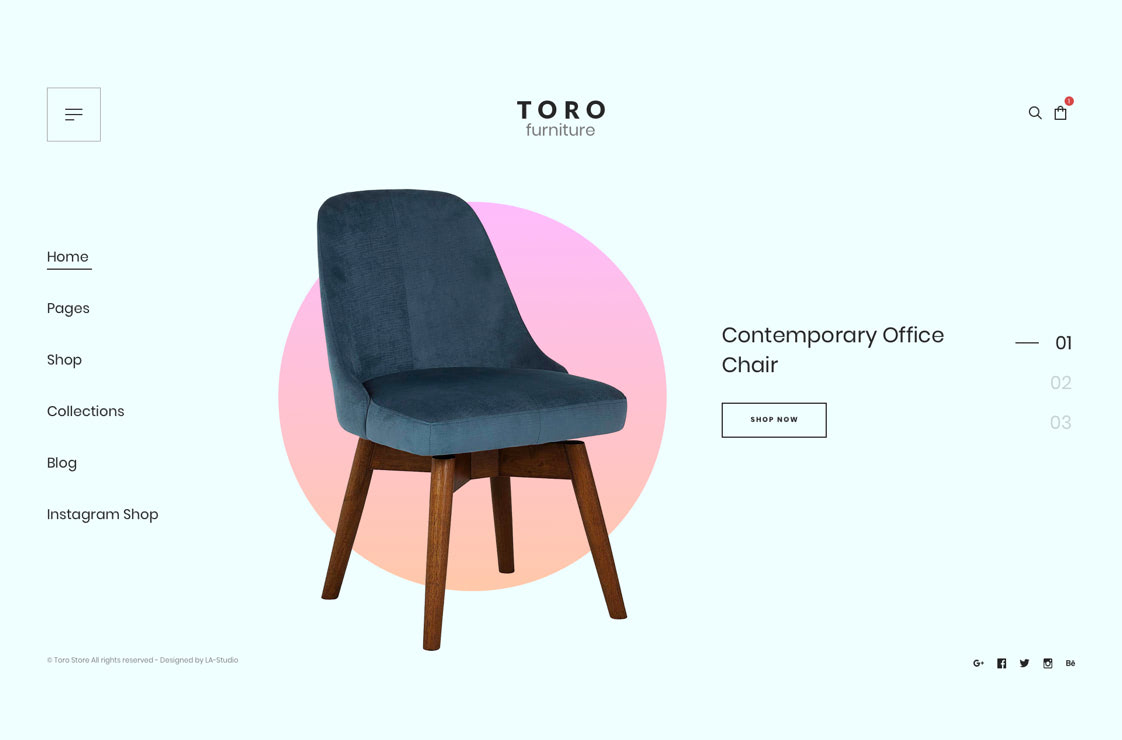 TORO
furniture
1
Home
Pages
Shop
Collections
Blog
Instagram Shop
Contemporary Office
Chair
SHOP NOW
01
02
03
© Toro Store All rights reserved - Designed by LA-Studio
G+
Bē